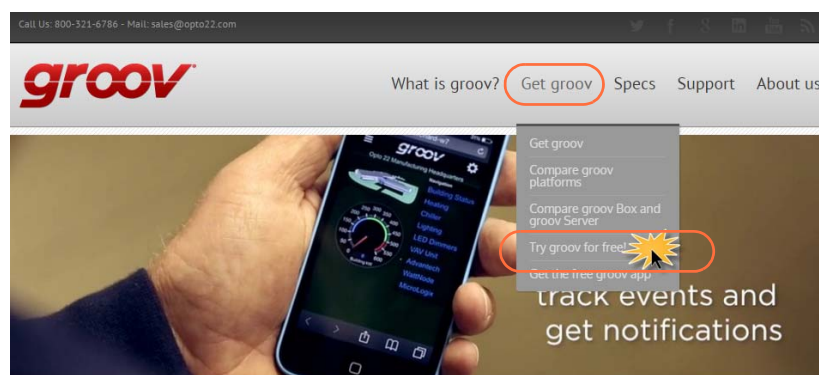 Call Us: 800-321-6786 - Mail: sales@opto22.com
groov
What is groov? Get groov Specs Support About us
Get groov
Compare groov
platforms
Compare groov Box and
groov Server
Try groov for free!
Get the free groov app
groov
Opto 22 Manufacturing Headquarters
Navigation
Building Status
Heating
Chiller
Lighting
LED Dimmers
VAV Unit
Advantech
WattNode
MicroLogix
track events and
get notifications